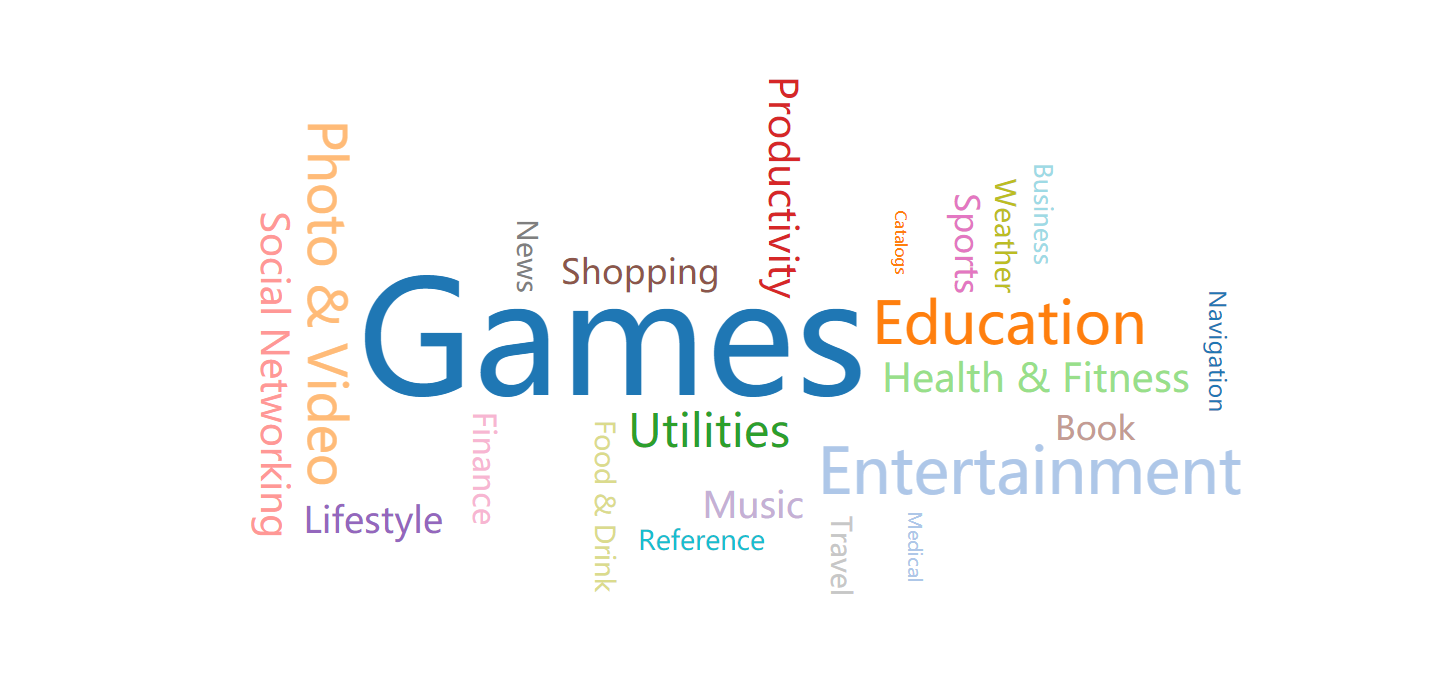 Productivity
Photo & Video
Business
Weather
Sports
Catalogs
Social Networking
News
Shopping
Games
Education
Navigation
Health & Fitness
Finance
Food & Drink
Utilities
Book
Entertainment
Music
Lifestyle
Reference
Travel
Medical